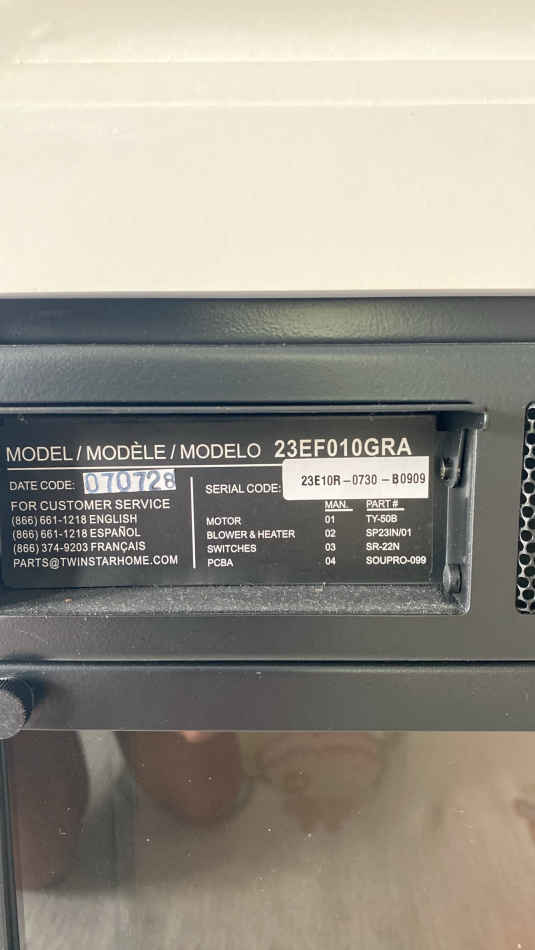 MODEL / MODÈLE / MODELO 23EF010GRA
DATE CODE: 070728
SERIAL CODE: 23E10R-0730-B0909
FOR CUSTOMER SERVICE
(866) 661-1218 ENGLISH
(866) 661-1218 ESPAÑOL
(866) 374-9203 FRANÇAIS
PARTS@TWINSTARHOME.COM
MAN. PART #
MOTOR 01 TY-50B
BLOWER & HEATER 02 SP23IN/01
SWITCHES 03 SR-22N
PCBA 04 SOUPRO-099